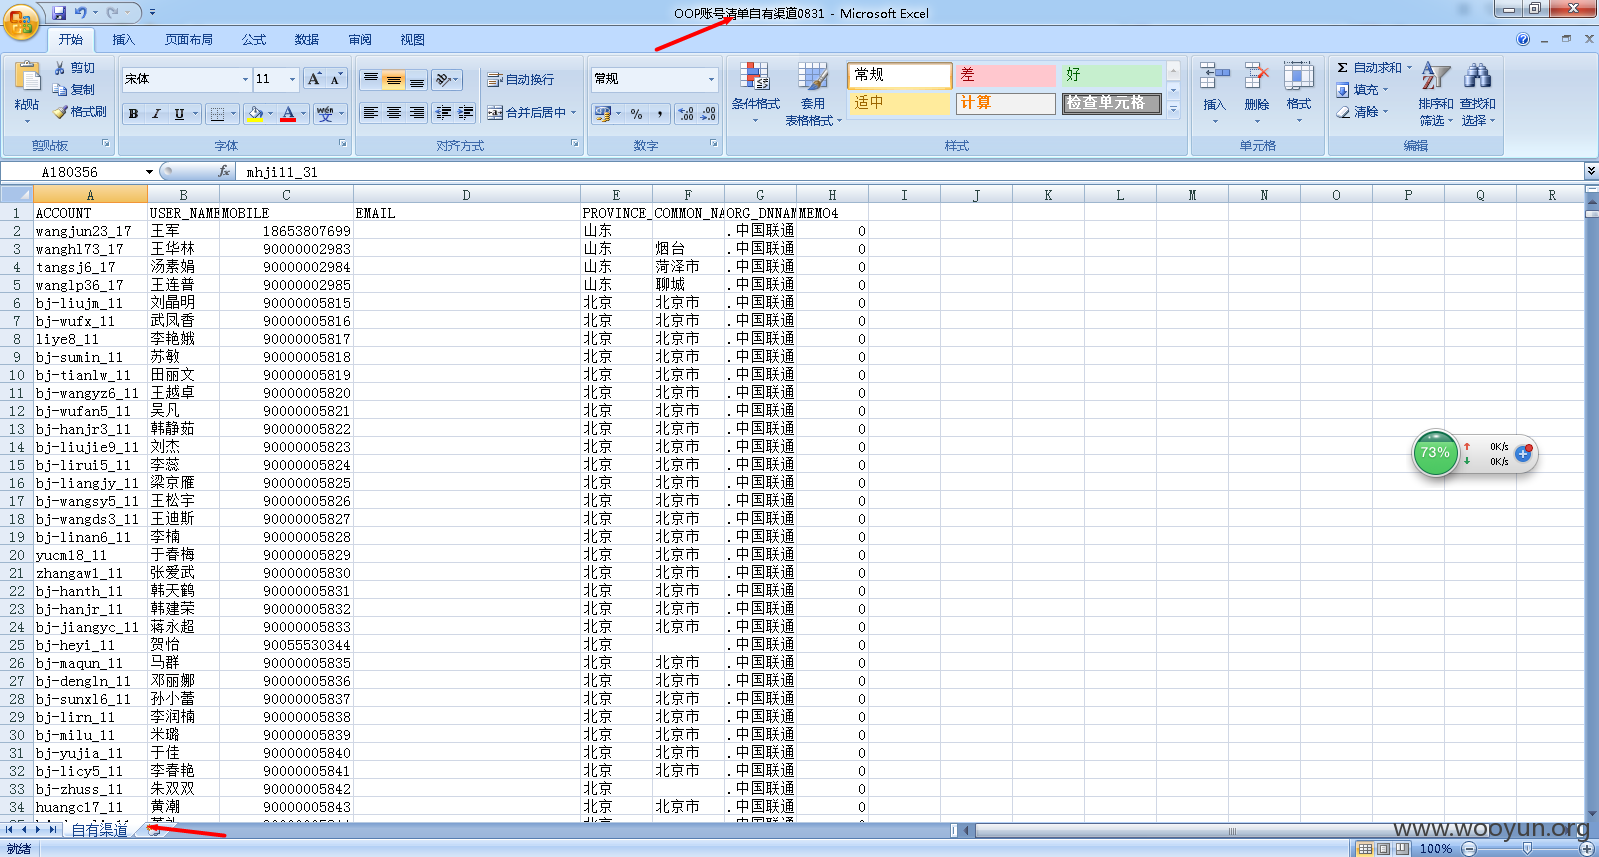 OOP账号清单自有渠道0831 - Microsoft Excel
开始 插入 页面布局 公式 数据 审阅 视图
粘贴 剪切 复制 格式刷 剪贴板
宋体 11 B I U A wén 字体
自动换行 合并后居中 对齐方式
常规 % , 数字
条件格式 套用表格格式 常规 差 好 适中 计算 检查单元格 样式
插入 删除 格式 单元格
Σ 自动求和 填充 清除 排序和筛选 查找和选择 编辑
A180356 fx mhjill_31
A B C D E F G H I J K L M N O P Q R
1 ACCOUNT USER_NAME MOBILE EMAIL PROVINCE_ COMMON_NA ORG_DNNAM MEMO4
2 wangjun23_17 王军 18653807699 山东 .中国联通 0
3 wanghl73_17 王华林 90000002983 山东 烟台 .中国联通 0
4 tangsj6_17 汤素娟 90000002984 山东 菏泽市 .中国联通 0
5 wanglp36_17 王连普 90000002985 山东 聊城 .中国联通 0
6 bj-liujm_11 刘晶明 90000005815 北京 北京市 .中国联通 0
7 bj-wufx_11 武凤香 90000005816 北京 北京市 .中国联通 0
8 liye8_11 李艳娥 90000005817 北京 北京市 .中国联通 0
9 bj-sumin_11 苏敏 90000005818 北京 北京市 .中国联通 0
10 bj-tianlw_11 田丽文 90000005819 北京 北京市 .中国联通 0
11 bj-wangyz6_11 王越卓 90000005820 北京 北京市 .中国联通 0
12 bj-wufan5_11 吴凡 90000005821 北京 北京市 .中国联通 0
13 bj-hanjr3_11 韩静茹 90000005822 北京 北京市 .中国联通 0
14 bj-liujie9_11 刘杰 90000005823 北京 北京市 .中国联通 0
15 bj-lirui5_11 李蕊 90000005824 北京 北京市 .中国联通 0
16 bj-liangjy_11 梁京雁 90000005825 北京 北京市 .中国联通 0
17 bj-wangsy5_11 王松宇 90000005826 北京 北京市 .中国联通 0
18 bj-wangds3_11 王迪斯 90000005827 北京 北京市 .中国联通 0
19 bj-linan6_11 李楠 90000005828 北京 北京市 .中国联通 0
20 yucm18_11 于春梅 90000005829 北京 北京市 .中国联通 0
21 zhangaw1_11 张爱武 90000005830 北京 北京市 .中国联通 0
22 bj-hanth_11 韩天鹤 90000005831 北京 北京市 .中国联通 0
23 bj-hanjr_11 韩建荣 90000005832 北京 北京市 .中国联通 0
24 bj-jiangyc_11 蒋永超 90000005833 北京 北京市 .中国联通 0
25 bj-heyi_11 贺怡 90055530344 北京 .中国联通 0
26 bj-maqun_11 马群 90000005835 北京 北京市 .中国联通 0
27 bj-dengln_11 邓丽娜 90000005836 北京 北京市 .中国联通 0
28 bj-sunxl6_11 孙小蕾 90000005837 北京 北京市 .中国联通 0
29 bj-lirn_11 李润楠 90000005838 北京 北京市 .中国联通 0
30 bj-milu_11 米璐 90000005839 北京 北京市 .中国联通 0
31 bj-yujia_11 于佳 90000005840 北京 北京市 .中国联通 0
32 bj-licy5_11 李春艳 90000005841 北京 北京市 .中国联通 0
33 bj-zhuss_11 朱双双 90000005842 北京 .中国联通 0
34 huangc17_11 黄潮 90000005843 北京 北京市 .中国联通 0
73% 0K/s
0K/s
自有渠道
www.wooyun.org
就绪 100%